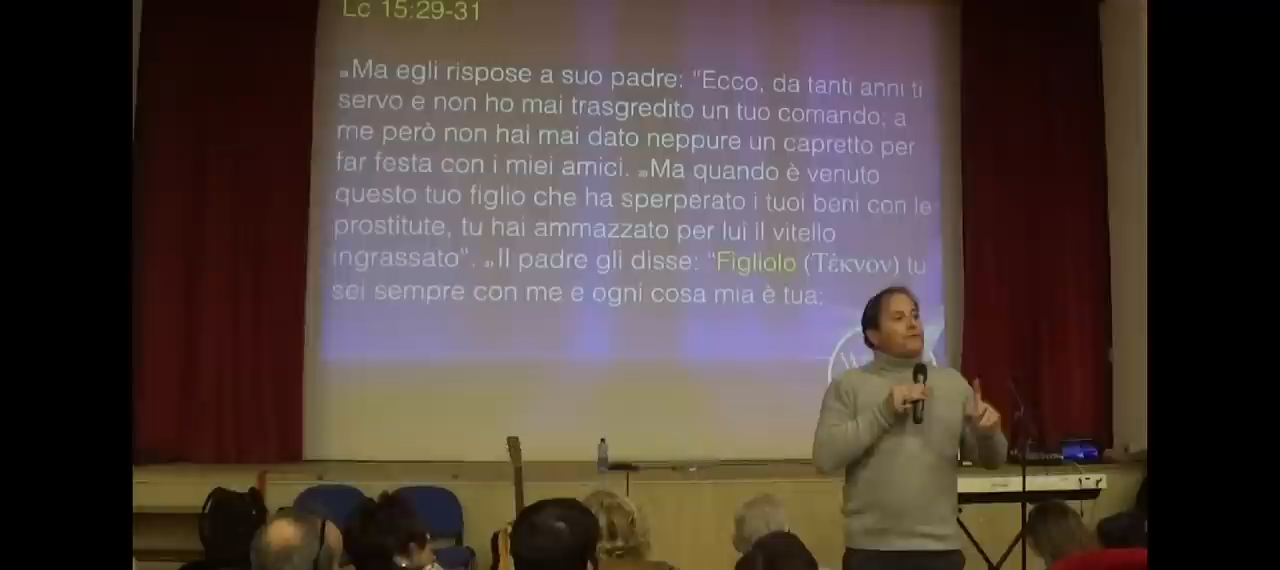 Lc 15:29-31
Ma egli rispose a suo padre: "Ecco, da tanti anni ti
servo e non ho mai trasgredito un tuo comando; a
me però non hai mai dato neppure un capretto per
far festa con i miei amici. Ma quando è venuto
questo tuo figlio che ha sperperato i tuoi beni con le
prostitute, tu hai ammazzato per lui il vitello
ingrassato". Il padre gli disse: "Figliolo (Τέκνον) tu
sei sempre con me e ogni cosa mia è tua;